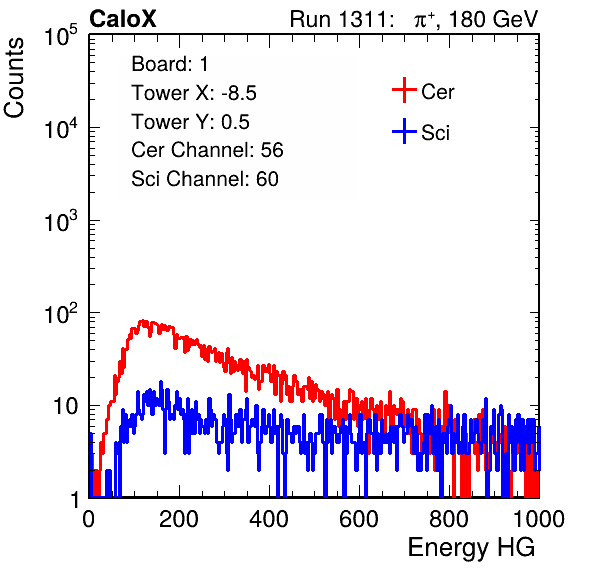 CaloX Run 1311: π⁺, 180 GeV
Counts
10⁵
10⁴
10³
10²
10
1
Board: 1
Tower X: -8.5
Tower Y: 0.5
Cer Channel: 56
Sci Channel: 60
Cer
Sci
0 200 400 600 800 1000
Energy HG